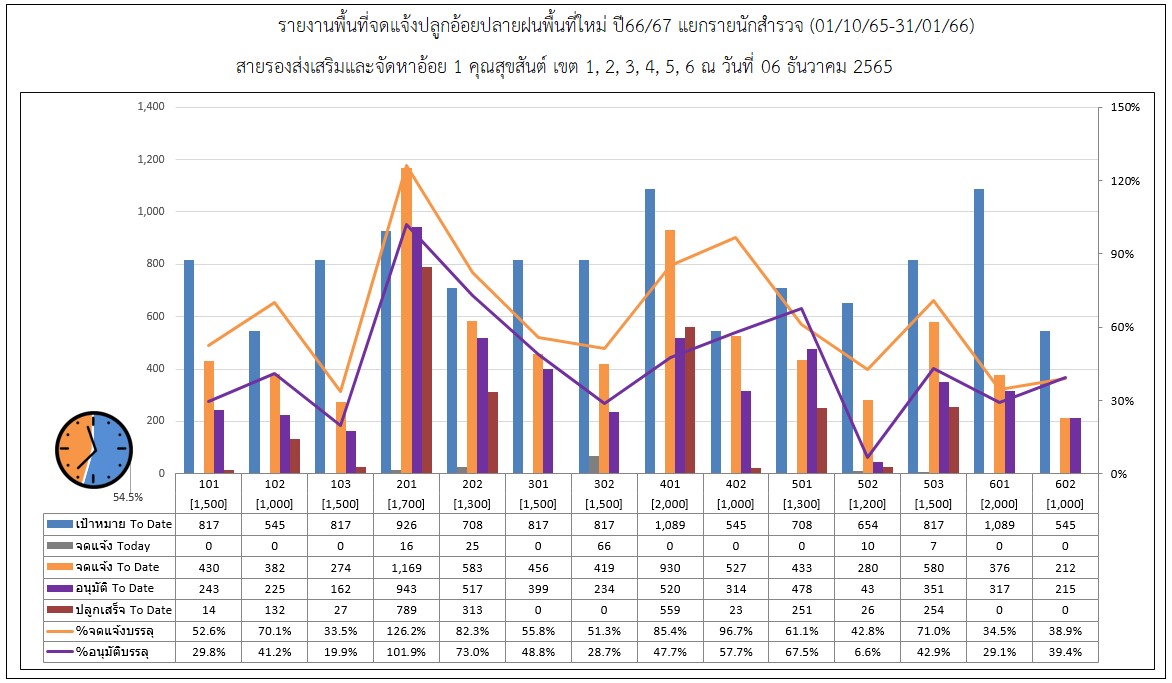 รายงานพื้นที่จดแจ้งปลูกอ้อยปลายฝนพื้นที่ใหม่ ปี66/67 แยกรายนักสำรวจ (01/10/65-31/01/66)
สายรองส่งเสริมและจัดหาอ้อย 1 คุณสุขสันต์ เขต 1, 2, 3, 4, 5, 6 ณ วันที่ 06 ธันวาคม 2565
1,400 150%
1,200 120%
1,000
800 90%
600 60%
400
200 30%
0 0%
54.5%
101 102 103 201 202 301 302 401 402 501 502 503 601 602
[1,500] [1,000] [1,500] [1,700] [1,300] [1,500] [1,500] [2,000] [1,000] [1,300] [1,200] [1,500] [2,000] [1,000]
เป้าหมาย To Date 817 545 817 926 708 817 817 1,089 545 708 654 817 1,089 545
จดแจ้ง Today 0 0 0 16 25 0 66 0 0 0 10 7 0 0
จดแจ้ง To Date 430 382 274 1,169 583 456 419 930 527 433 280 580 376 212
อนุมัติ To Date 243 225 162 943 517 399 234 520 314 478 43 351 317 215
ปลูกเสร็จ To Date 14 132 27 789 313 0 0 559 23 251 26 254 0 0
%จดแจ้งบรรลุ 52.6% 70.1% 33.5% 126.2% 82.3% 55.8% 51.3% 85.4% 96.7% 61.1% 42.8% 71.0% 34.5% 38.9%
%อนุมัติบรรลุ 29.8% 41.2% 19.9% 101.9% 73.0% 48.8% 28.7% 47.7% 57.7% 67.5% 6.6% 42.9% 29.1% 39.4%